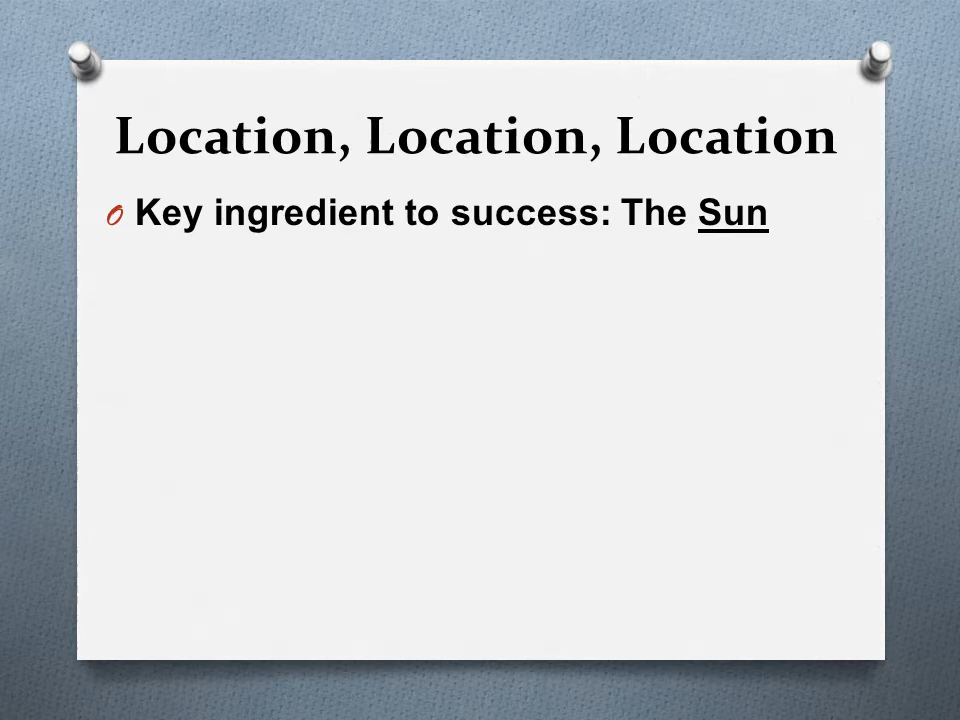 Location, Location, Location
Key ingredient to success: The Sun